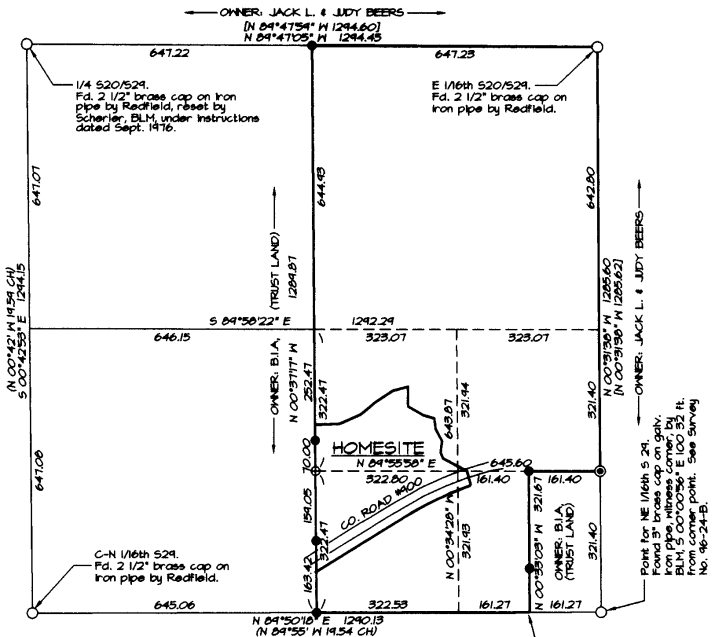 OWNER: JACK L. & JUDY BEERS
[N 89°47'59" W 1294.60]
N 89°47'05" W 1294.45
647.22
647.23
1/4 S20/S29.
Fd. 2 1/2" brass cap on iron
pipe by Redfield, reset by
Scherler, BLM, under instructions
dated Sept. 1976.
E 1/16th S20/S29.
Fd. 2 1/2" brass cap on
iron pipe by Redfield.
647.07
644.93
642.80
(N 00°42' W 19.59 CH)
S 00°42'53" E 1294.15
OWNER: B.I.A. (TRUST LAND)
N 00°37'17" W 1289.87
N 00°31'38" W 1285.60
[N 00°31'38" W 1285.62]
OWNER: JACK L. & JUDY BEERS
S 89°58'22" E 1292.29
646.15
323.07
323.07
252.47
322.47
321.94
643.87
321.40
HOMESITE
70.00
N 89°55'58" E 645.60
322.80
161.40
161.40
647.08
159.05
322.47
163.42
CO. ROAD #900
N 00°34'28" W
321.93
321.67
N 00°33'03" W
OWNER: B.I.A.
(TRUST LAND)
321.40
Point for NE 1/16th S 29.
Found 3" brass cap on galv.
iron pipe, witness corner, by
BLM, S 00°00'56" E 100.32 ft.
from corner point. See Survey
No. 96-24-B.
C-N 1/16th S29.
Fd. 2 1/2" brass cap on
iron pipe by Redfield.
645.06
322.53
161.27
161.27
N 89°50'18" E 1290.13
(N 89°55' W 19.54 CH)